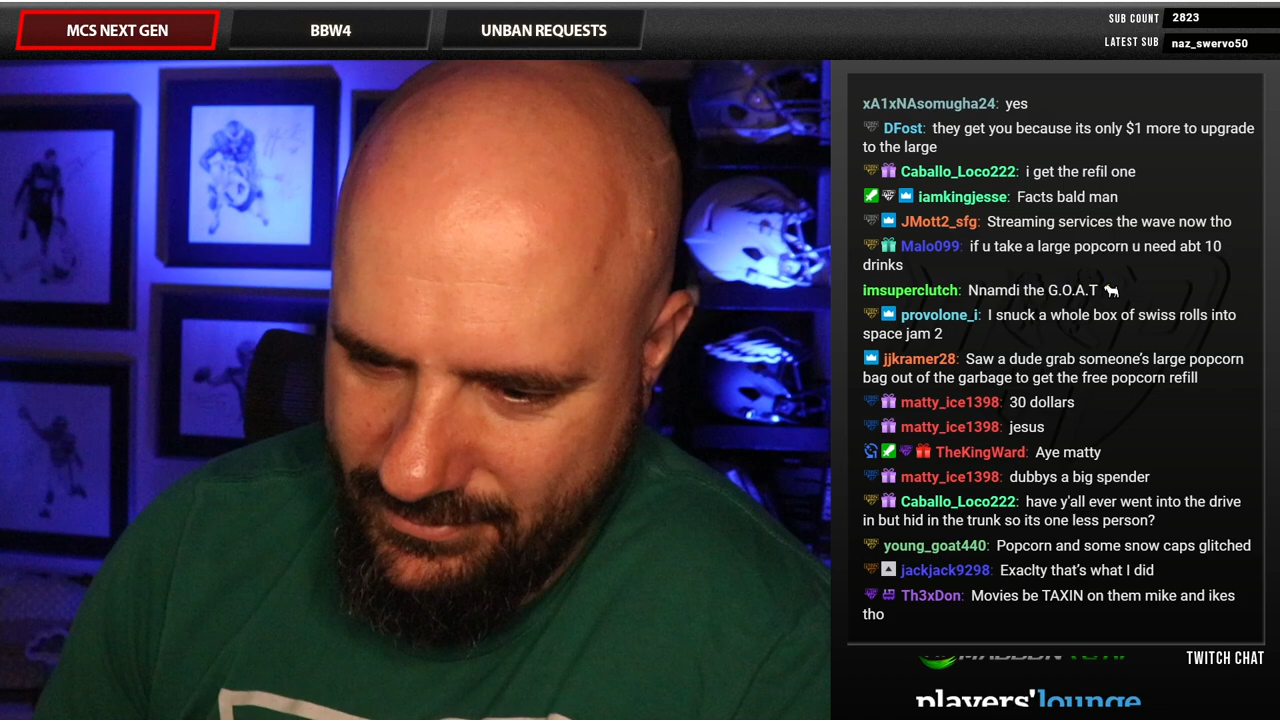 MCS NEXT GEN
BBW4
UNBAN REQUESTS
SUB COUNT
2823
LATEST SUB
naz_swervo50
xA1xNAsomugha24: yes
DFost: they get you because its only $1 more to upgrade
to the large
Caballo_Loco222: i get the refil one
iamkingjesse: Facts bald man
JMott2_sfg: Streaming services the wave now tho
Malo099: if u take a large popcorn u need abt 10
drinks
imsuperclutch: Nnamdi the G.O.A.T 🐐
provolone_i: I snuck a whole box of swiss rolls into
space jam 2
jjkramer28: Saw a dude grab someone's large popcorn
bag out of the garbage to get the free popcorn refill
matty_ice1398: 30 dollars
matty_ice1398: jesus
TheKingWard: Aye matty
matty_ice1398: dubbys a big spender
Caballo_Loco222: have y'all ever went into the drive
in but hid in the trunk so its one less person?
young_goat440: Popcorn and some snow caps glitched
jackjack9298: Exaclty that's what I did
Th3xDon: Movies be TAXIN on them mike and ikes
tho
TWITCH CHAT
players'lounge